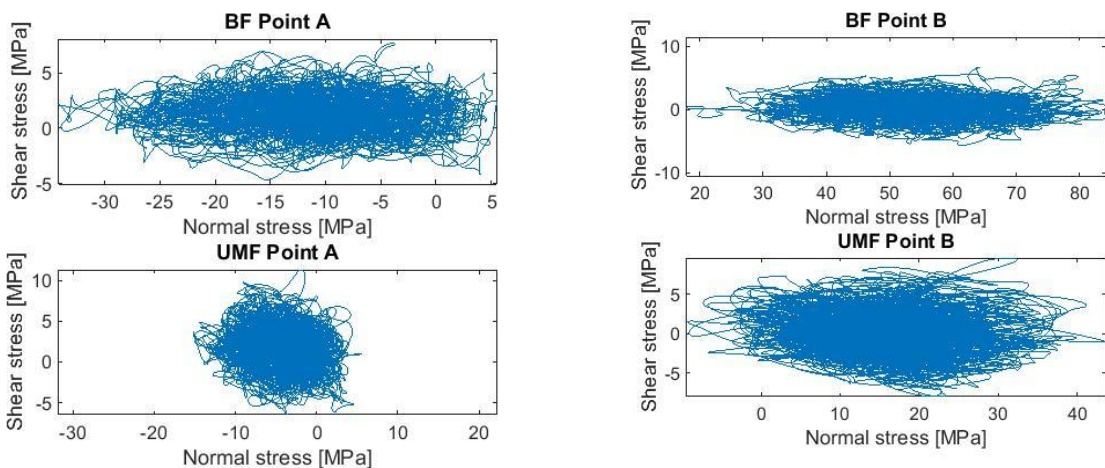 BF Point A
Shear stress [MPa]
5
0
-5
-30 -25 -20 -15 -10 -5 0 5
Normal stress [MPa]
BF Point B
Shear stress [MPa]
10
0
-10
20 30 40 50 60 70 80
Normal stress [MPa]
UMF Point A
Shear stress [MPa]
10
5
0
-5
-30 -20 -10 0 10 20
Normal stress [MPa]
UMF Point B
Shear stress [MPa]
5
0
-5
0 10 20 30 40
Normal stress [MPa]